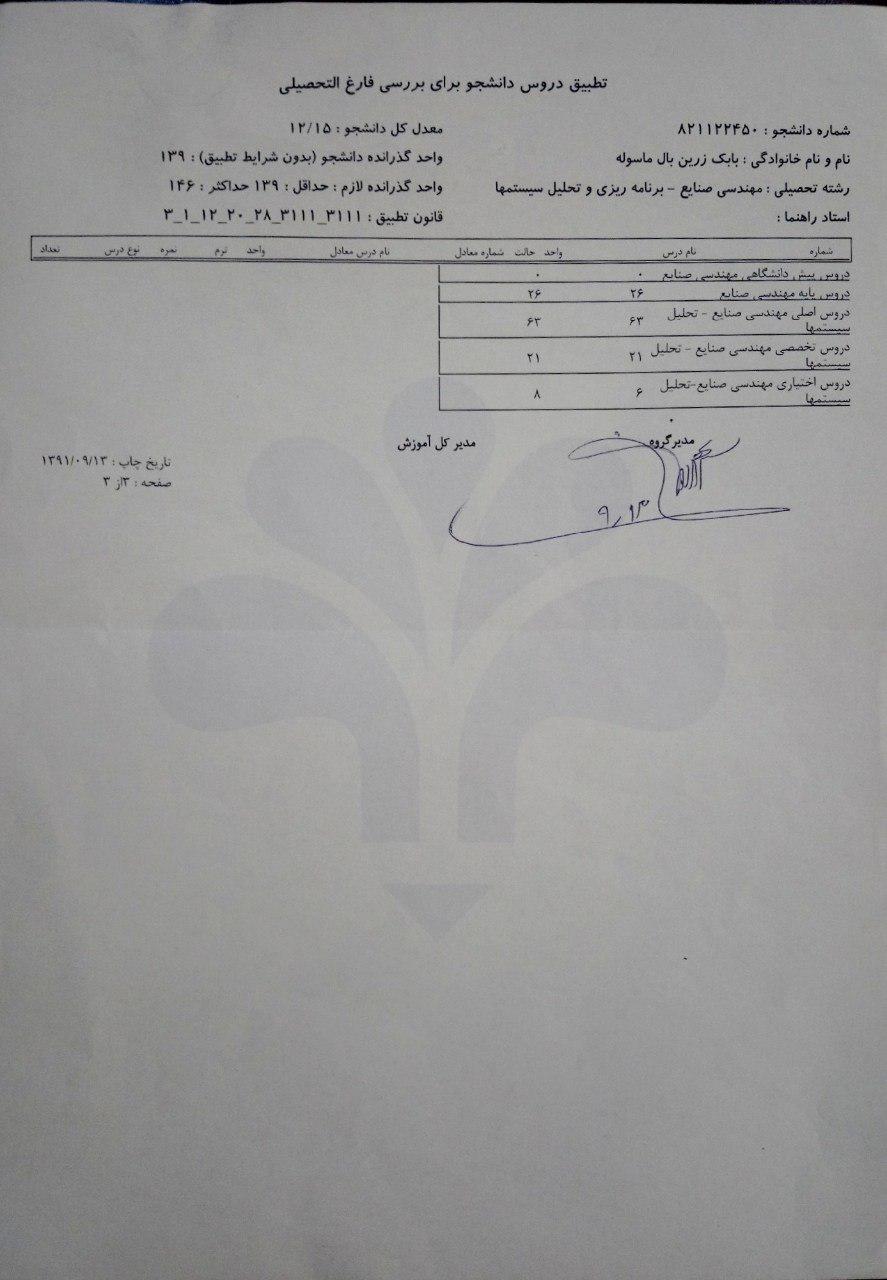 تطبیق دروس دانشجو برای بررسی فارغ التحصیلی
شماره دانشجو : ۸۲۱۱۲۲۴۵۰ معدل کل دانشجو : ۱۲/۱۵
نام و نام خانوادگی : بابک زرین بال ماسوله واحد گذرانده دانشجو (بدون شرایط تطبیق) : ۱۳۹
رشته تحصیلی : مهندسی صنایع - برنامه ریزی و تحلیل سیستمها واحد گذرانده لازم : حداقل : ۱۳۹ حداکثر : ۱۴۶
استاد راهنما : قانون تطبیق : ۳۱۱۱_۳۱۱۱_۲۸_۲۰_۱۲_۱_۳
شماره نام درس واحد حالت شماره معادل نام درس معادل واحد ترم نمره نوع درس تعداد
دروس پیش دانشگاهی مهندسی صنایع ۰ ۰
دروس پایه مهندسی صنایع ۲۶ ۲۶
دروس اصلی مهندسی صنایع - تحلیل ۶۳ ۶۳
سیستمها
دروس تخصصی مهندسی صنایع - تحلیل ۲۱ ۲۱
سیستمها
دروس اختیاری مهندسی صنایع-تحلیل ۶ ۸
سیستمها
مدیر گروه مدیر کل آموزش
تاریخ چاپ : ۱۳۹۱/۰۹/۱۳
صفحه : ۳از ۳